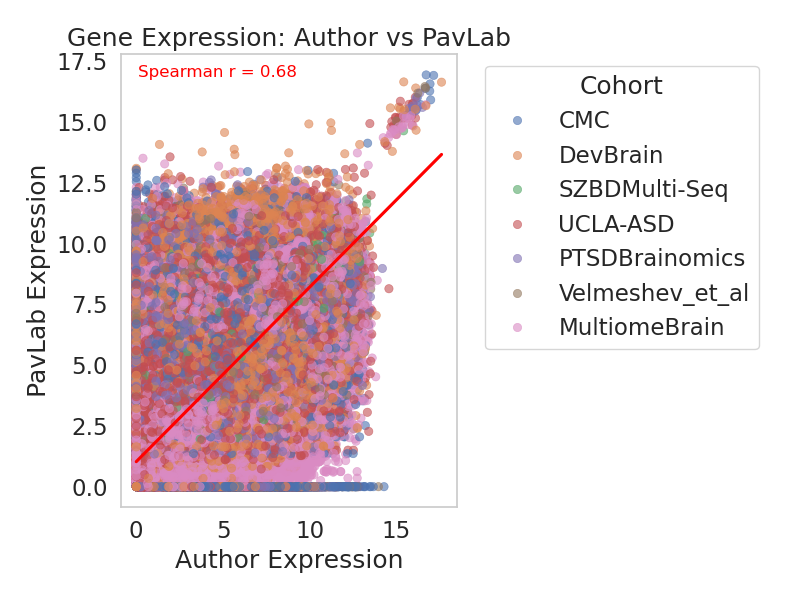 Gene Expression: Author vs PavLab
Spearman r = 0.68
17.5
15.0
12.5
10.0
7.5
5.0
2.5
0.0
PavLab Expression
0 5 10 15
Author Expression
Cohort
CMC
DevBrain
SZBDMulti-Seq
UCLA-ASD
PTSDBrainomics
Velmeshev_et_al
MultiomeBrain